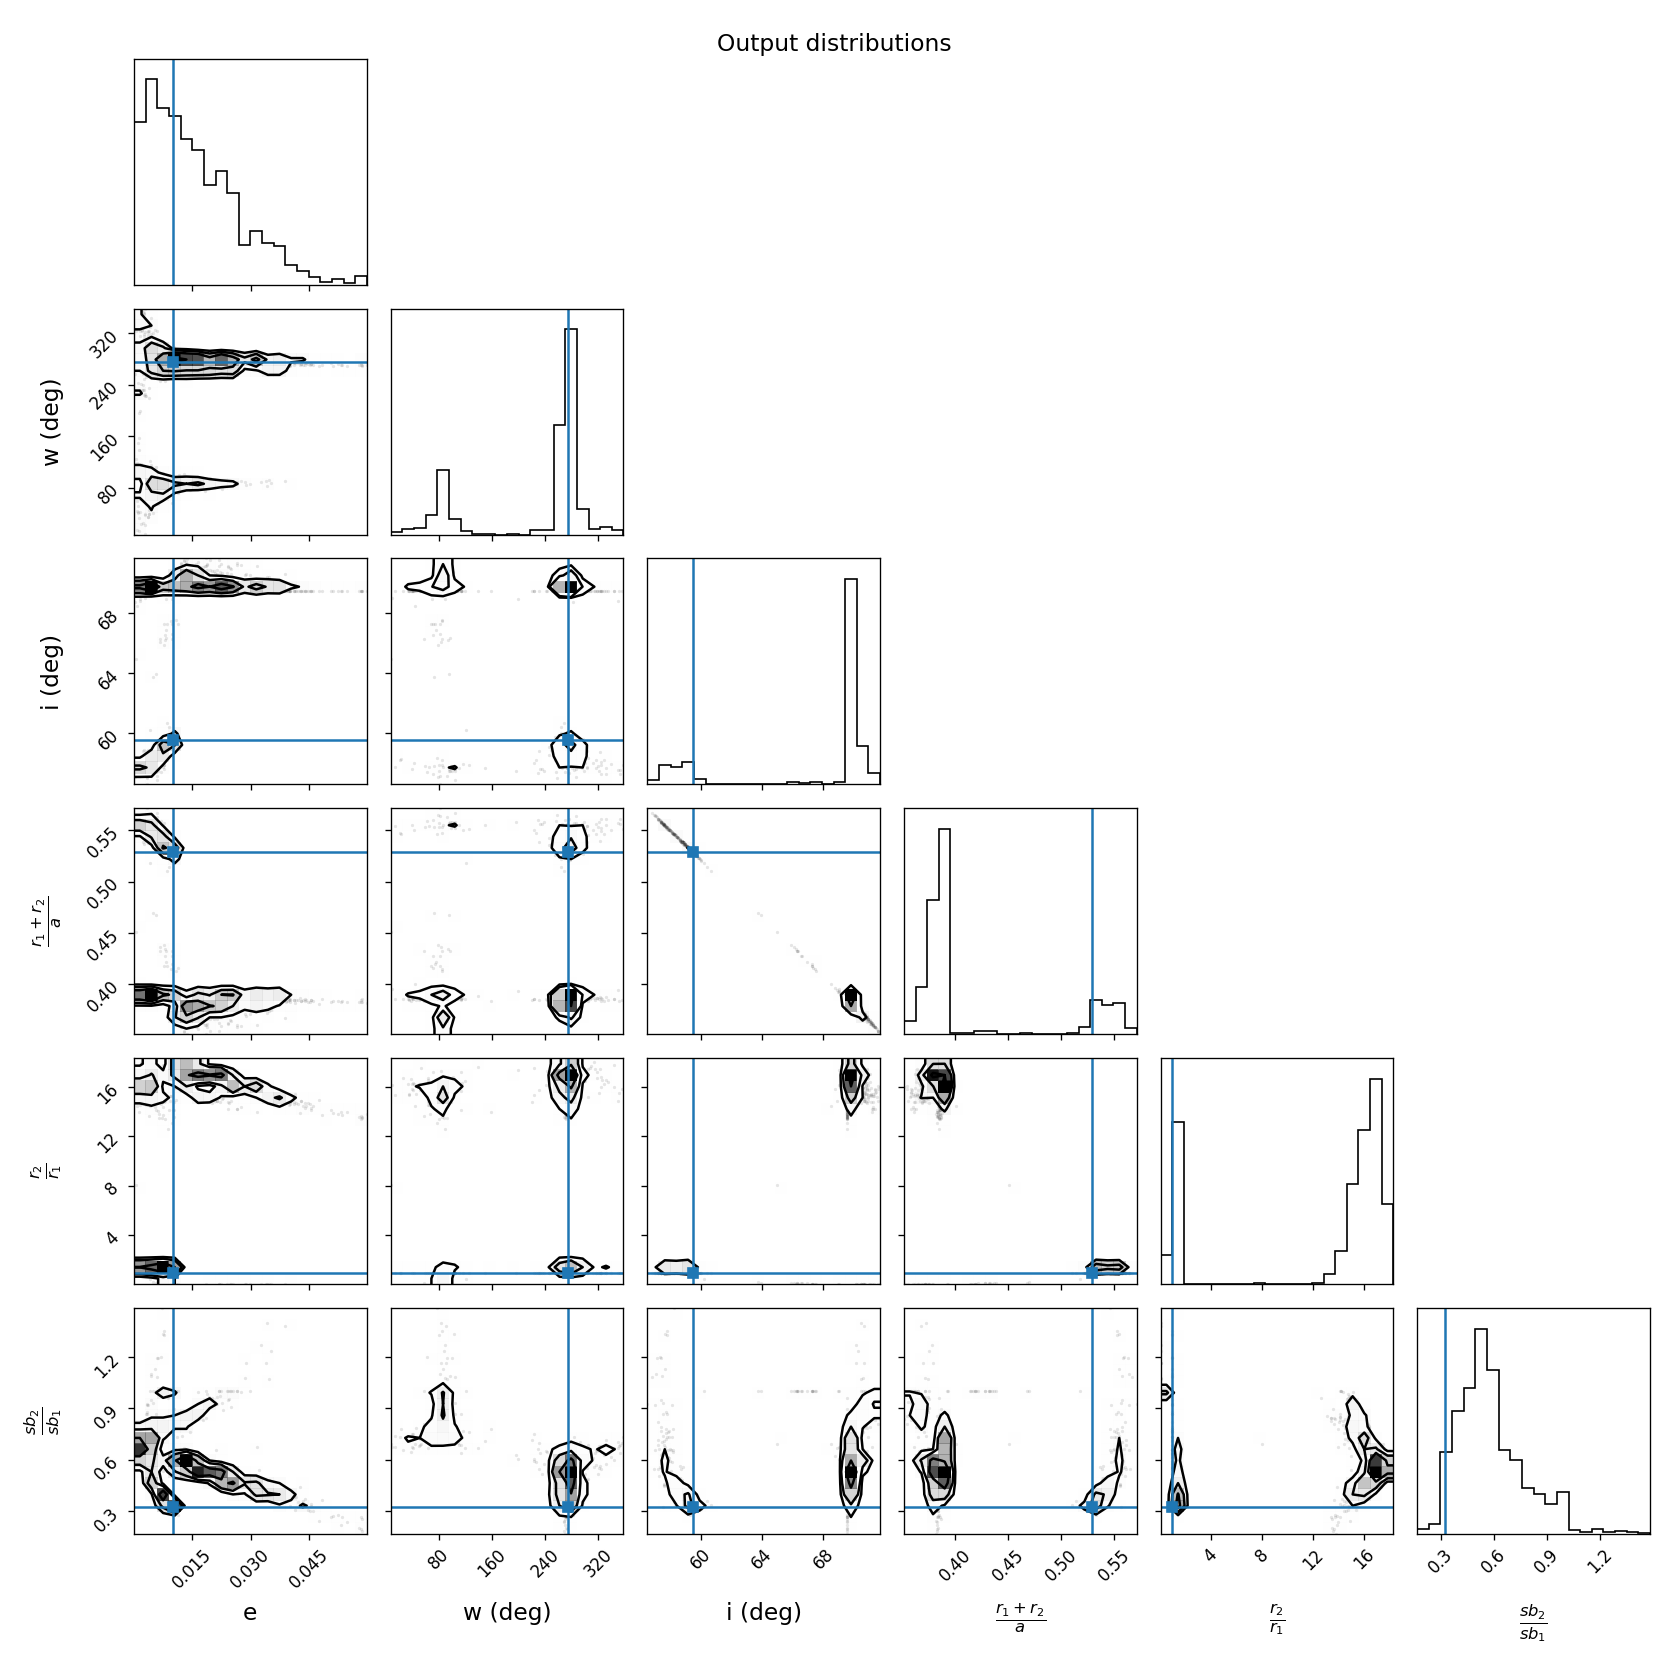 Output distributions
320
240
160
80
w (deg)
68
64
60
i (deg)
0.55
0.50
0.45
0.40
r₁ + r₂
a
16
12
8
4
r₂
r₁
1.2
0.9
0.6
0.3
sb₂
sb₁
0.015 0.030 0.045
80 160 240 320
60 64 68
0.40 0.45 0.50 0.55
4 8 12 16
0.3 0.6 0.9 1.2
e
w (deg)
i (deg)
r₁ + r₂
a
r₂
r₁
sb₂
sb₁